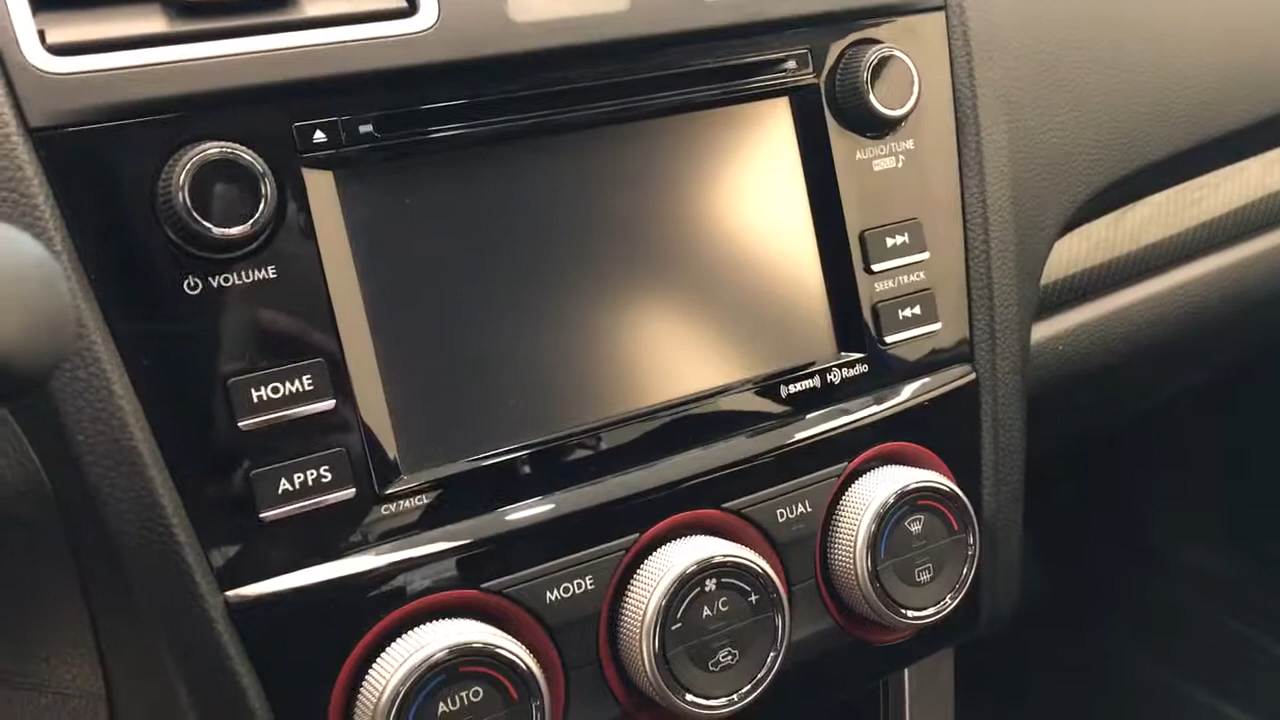 VOLUME
AUDIO/TUNE
HOLD
SEEK/TRACK
HOME
APPS
CV741CL
sxm
HD Radio
MODE
DUAL
A/C
- +
AUTO